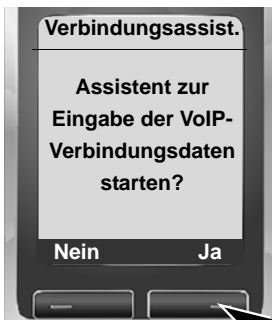 Verbindungsassist.
Assistent zur
Eingabe der VoIP-
Verbindungsdaten
starten?
Nein Ja